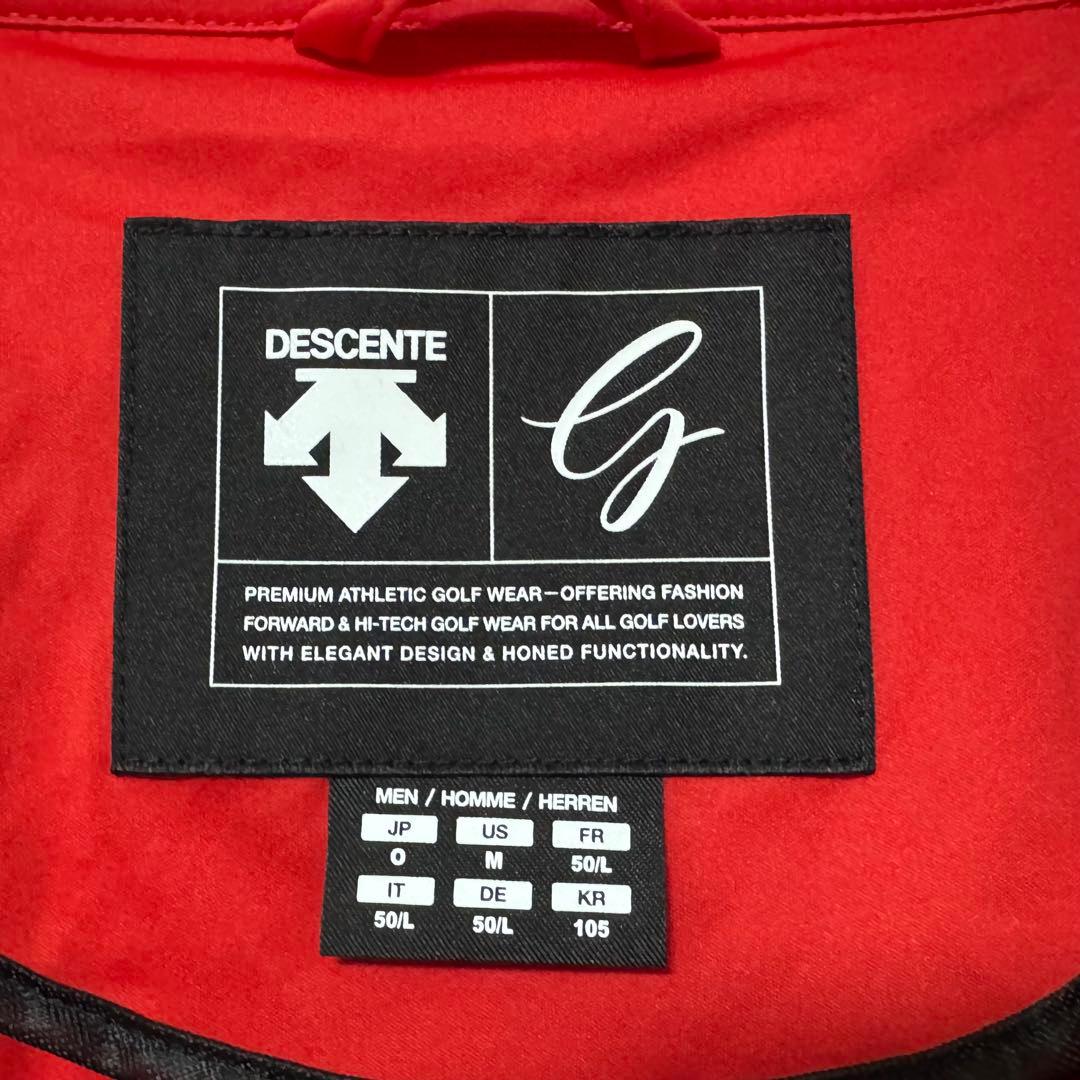 DESCENTE
G
PREMIUM ATHLETIC GOLF WEAR—OFFERING FASHION
FORWARD & HI-TECH GOLF WEAR FOR ALL GOLF LOVERS
WITH ELEGANT DESIGN & HONED FUNCTIONALITY.
MEN / HOMME / HERREN
JP US FR
O M 50/L
IT DE KR
50/L 50/L 105